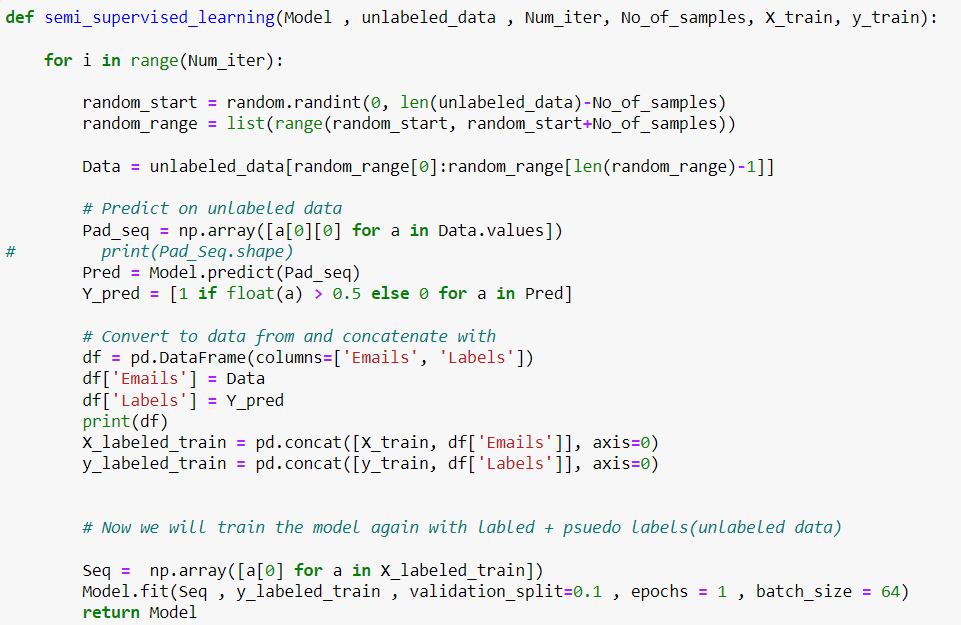 def semi_supervised_learning(Model , unlabeled_data , Num_iter, No_of_samples, X_train, y_train):
for i in range(Num_iter):
random_start = random.randint(0, len(unlabeled_data)-No_of_samples)
random_range = list(range(random_start, random_start+No_of_samples))
Data = unlabeled_data[random_range[0]:random_range[len(random_range)-1]]
# Predict on unlabeled data
Pad_seq = np.array([a[0][0] for a in Data.values])
#         print(Pad_Seq.shape)
Pred = Model.predict(Pad_seq)
Y_pred = [1 if float(a) > 0.5 else 0 for a in Pred]
# Convert to data from and concatenate with
df = pd.DataFrame(columns=['Emails', 'Labels'])
df['Emails'] = Data
df['Labels'] = Y_pred
print(df)
X_labeled_train = pd.concat([X_train, df['Emails']], axis=0)
y_labeled_train = pd.concat([y_train, df['Labels']], axis=0)
# Now we will train the model again with labled + psuedo labels(unlabeled data)
Seq =  np.array([a[0] for a in X_labeled_train])
Model.fit(Seq , y_labeled_train , validation_split=0.1 , epochs = 1 , batch_size = 64)
return Model